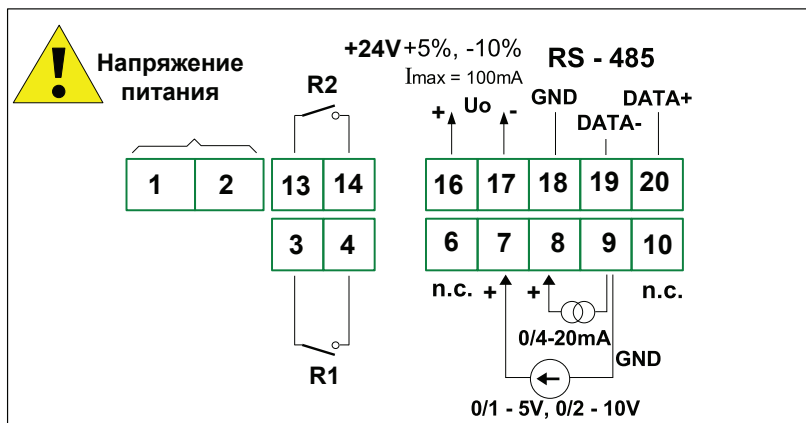 Напряжение
питания
R2
+24V +5%, -10%
Imax = 100mA
+ Uo -
RS - 485
GND
DATA-
DATA+
1 2 13 14 16 17 18 19 20
3 4 6 7 8 9 10
n.c. + + n.c.
0/4-20mA
GND
R1
0/1 - 5V, 0/2 - 10V